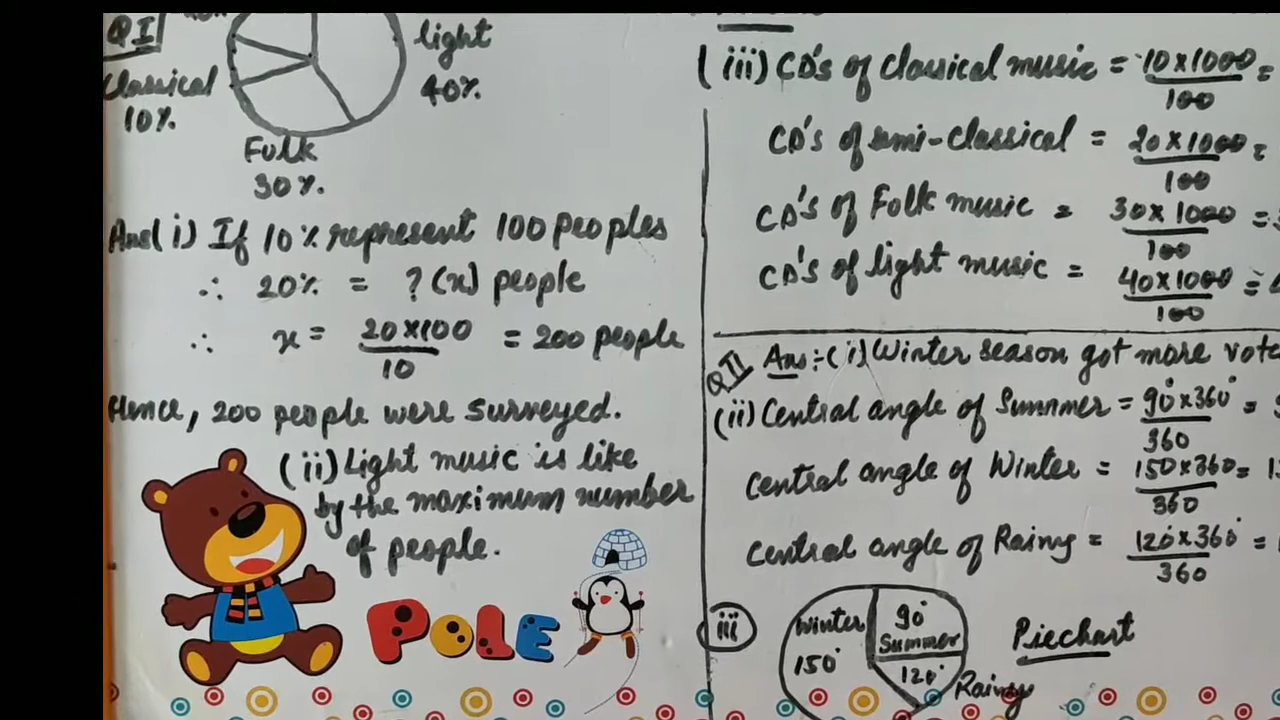 QI
light
40%.
Classical
10%.
Fulk
30%.
Ans(i) If 10% represent 100 peoples
∴ 20% = ?(x) people
∴ x = 20×100/10 = 200 people
Hence, 200 people were surveyed.
(ii) Light music is like
by the maximum number
of people.
POLE
(iii) CD's of classical music = 10×1000/100 =
CD's of semi-classical = 20×1000/100 =
CD's of Folk music = 30×1000/100 =
CD's of light music = 40×1000/100 =
QII Ans:-(i) Winter season got more vote
(ii) Central angle of Summer = 90°×360°/360 =
Central angle of Winter = 150×360/360 = 1
Central angle of Rainy = 120°×360°/360 =
iii
Winter
150°
90°
Summer
120°
Rainy
Piechart